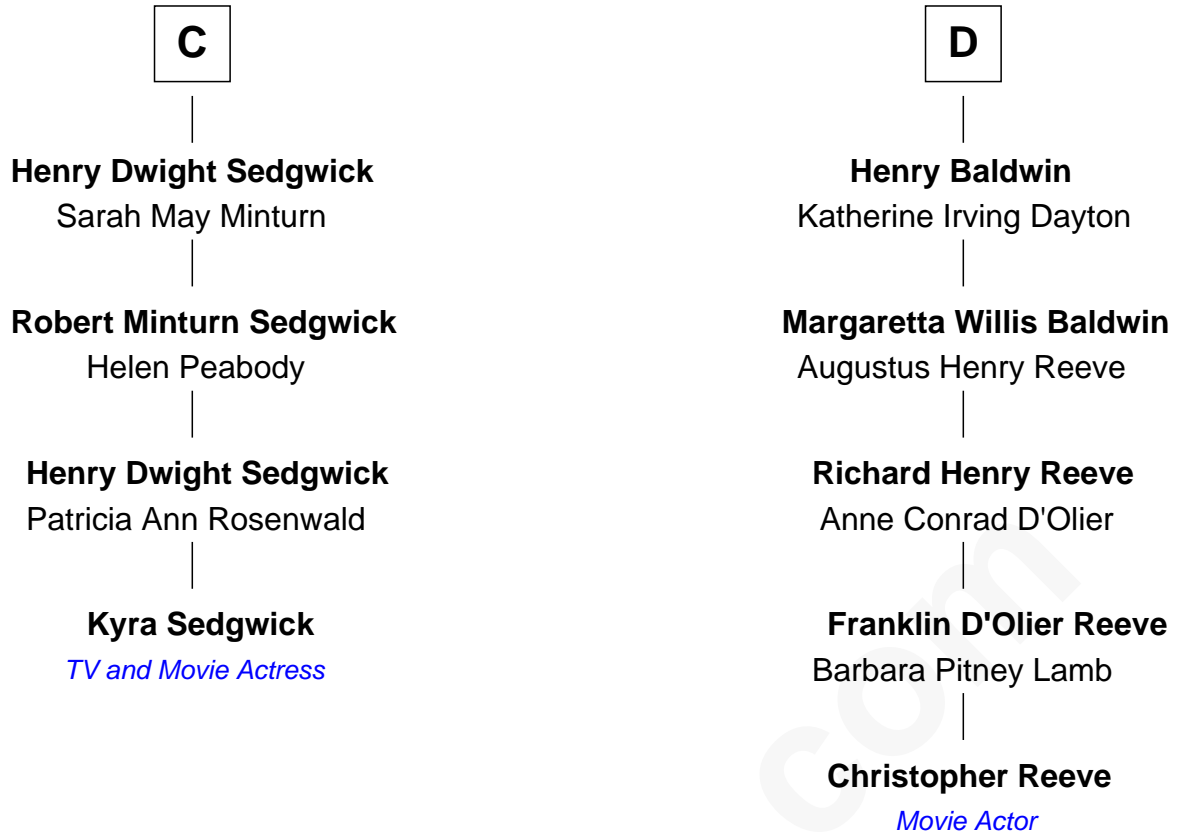 C
Henry Dwight Sedgwick
Sarah May Minturn
Robert Minturn Sedgwick
Helen Peabody
Henry Dwight Sedgwick
Patricia Ann Rosenwald
Kyra Sedgwick
TV and Movie Actress
D
Henry Baldwin
Katherine Irving Dayton
Margaretta Willis Baldwin
Augustus Henry Reeve
Richard Henry Reeve
Anne Conrad D'Olier
Franklin D'Olier Reeve
Barbara Pitney Lamb
Christopher Reeve
Movie Actor
com